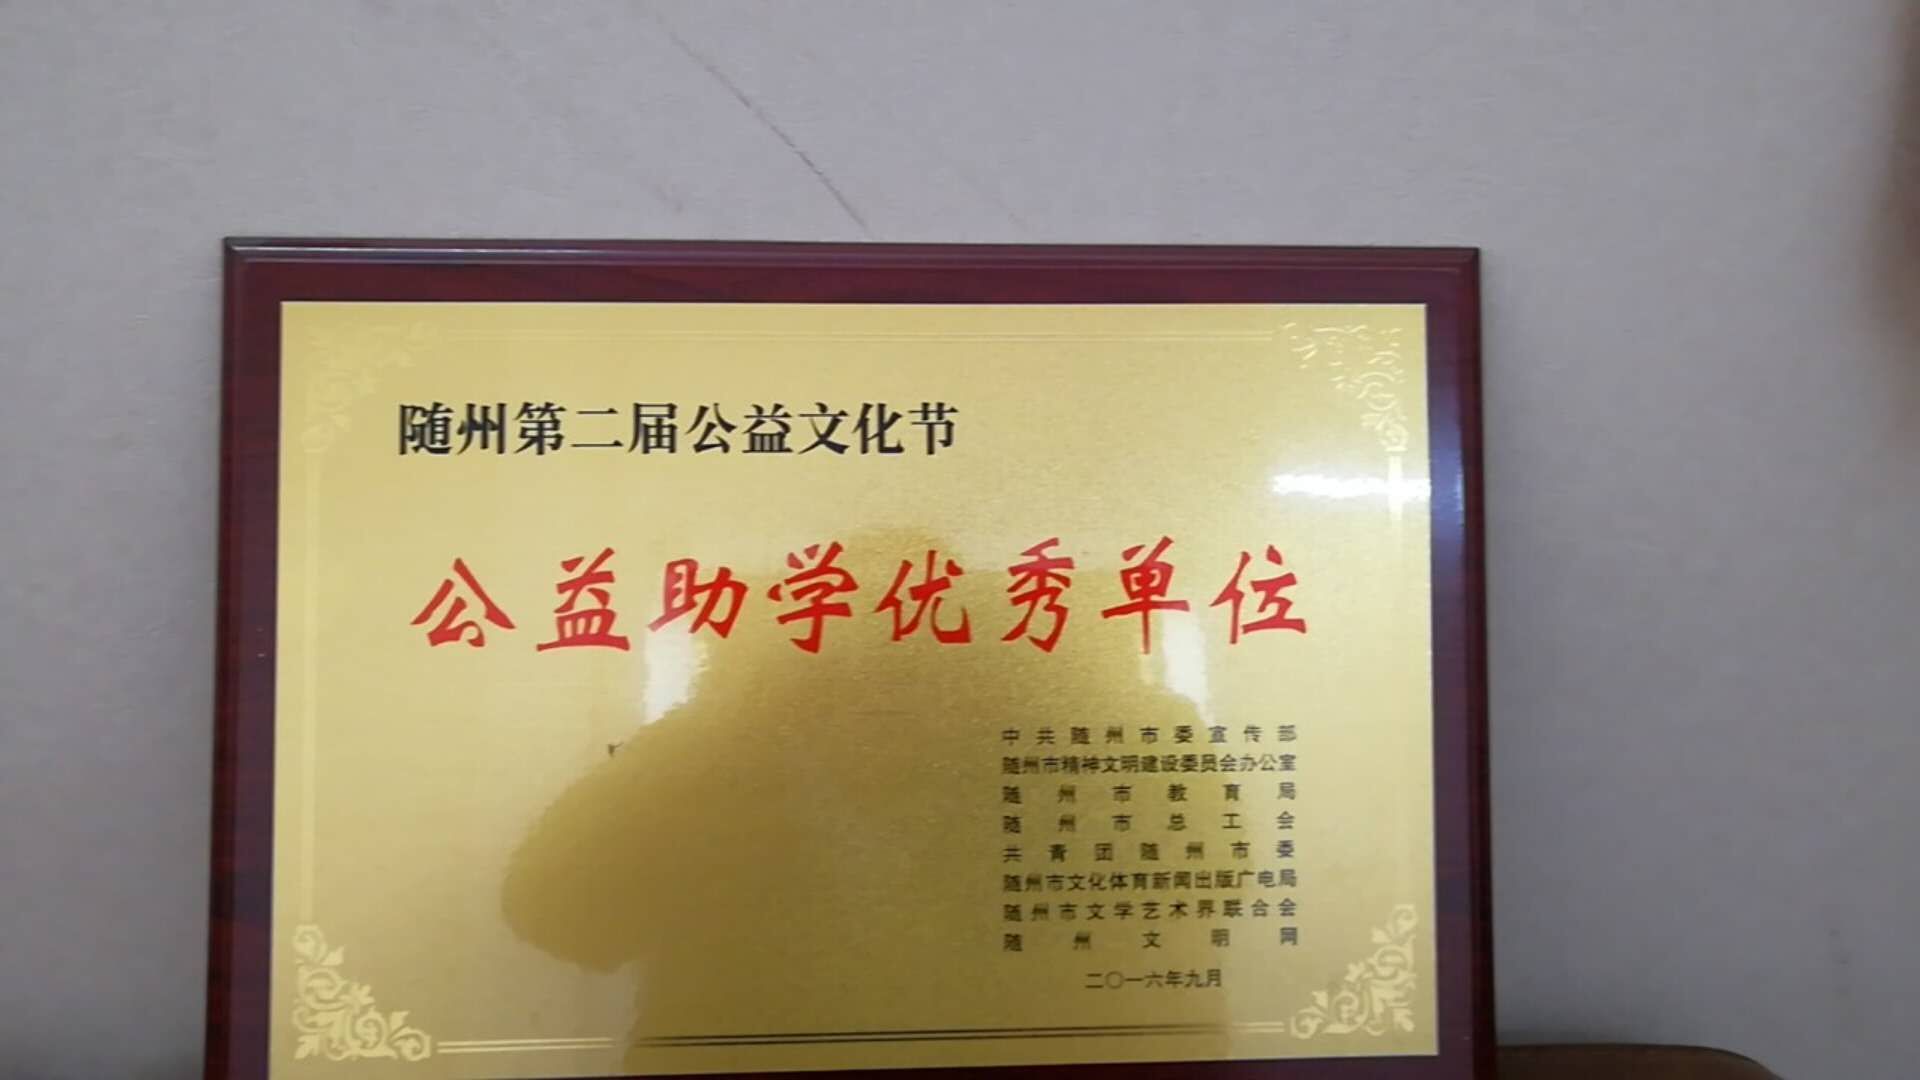 随州第二届公益文化节
公益助学优秀单位
中共随州市委宣传部
随州市精神文明建设委员会办公室
随州市教育局
随州市总工会
共青团随州市委
随州市文化体育新闻出版广电局
随州市文学艺术界联合会
随州文明网
二〇一六年九月